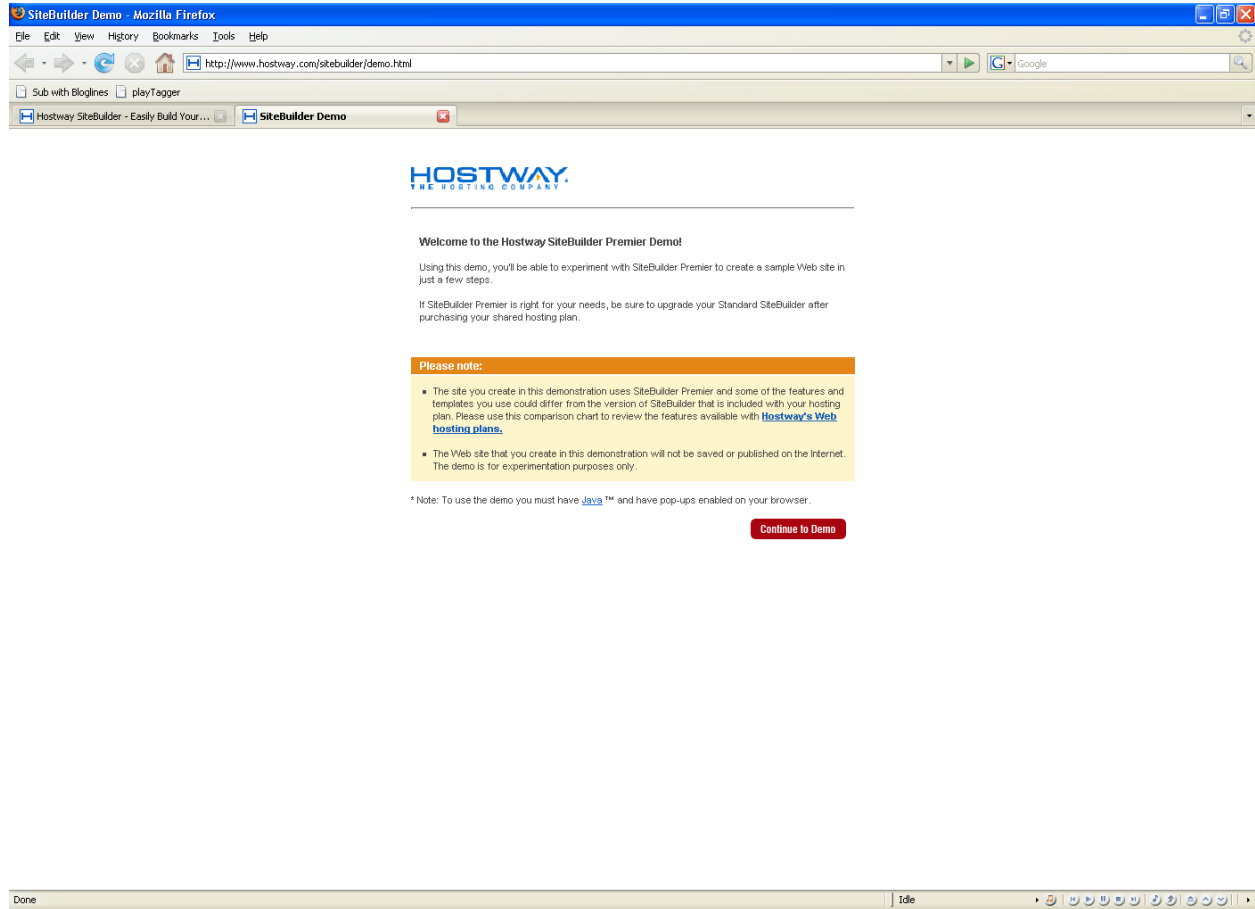 SiteBuilder Demo - Mozilla Firefox
File Edit View History Bookmarks Tools Help
http://www.hostway.com/sitebuilder/demo.html
G Google
Sub with Bloglines playTagger
Hostway SiteBuilder - Easily Build Your... SiteBuilder Demo
HOSTWAY.
THE HOSTING COMPANY
Welcome to the Hostway SiteBuilder Premier Demo!
Using this demo, you'll be able to experiment with SiteBuilder Premier to create a sample Web site in
just a few steps.
If SiteBuilder Premier is right for your needs, be sure to upgrade your Standard SiteBuilder after
purchasing your shared hosting plan.
Please note:
The site you create in this demonstration uses SiteBuilder Premier and some of the features and
templates you use could differ from the version of SiteBuilder that is included with your hosting
plan. Please use this comparison chart to review the features available with Hostway's Web
hosting plans.
The Web site that you create in this demonstration will not be saved or published on the Internet.
The demo is for experimentation purposes only.
* Note: To use the demo you must have Java ™ and have pop-ups enabled on your browser.
Continue to Demo
Done Idle